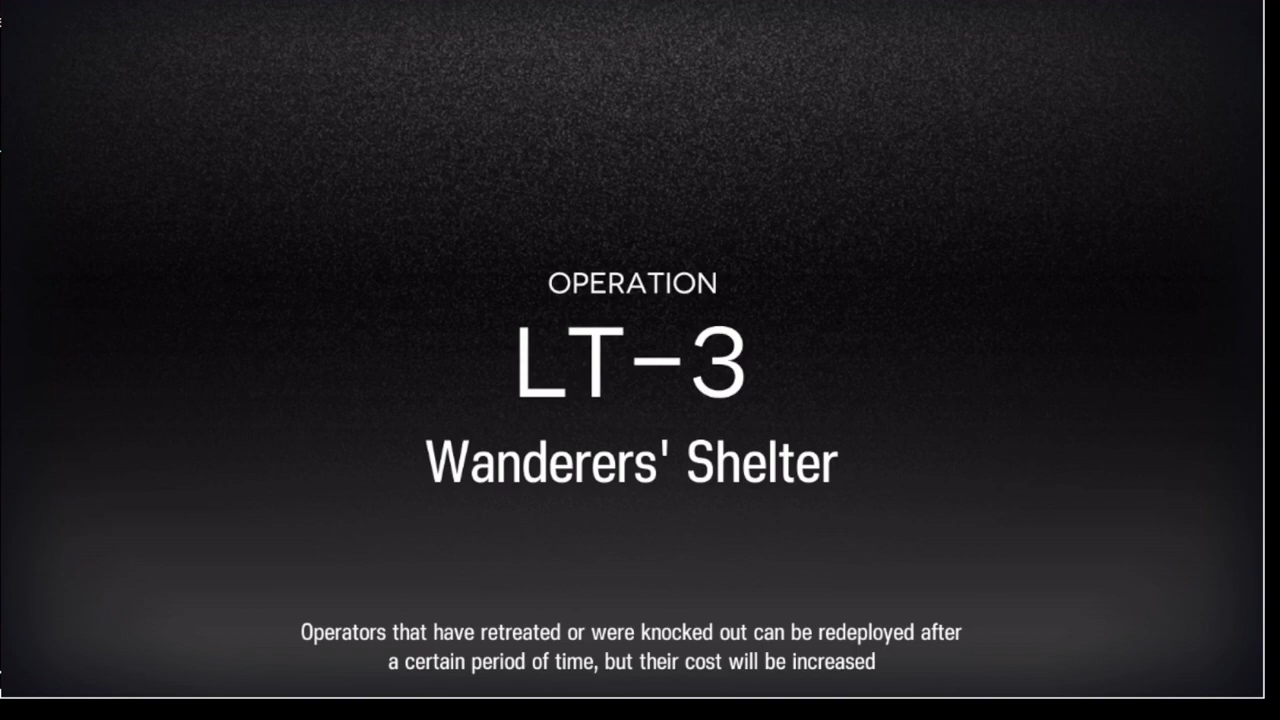 OPERATION
LT-3
Wanderers' Shelter
Operators that have retreated or were knocked out can be redeployed after
a certain period of time, but their cost will be increased